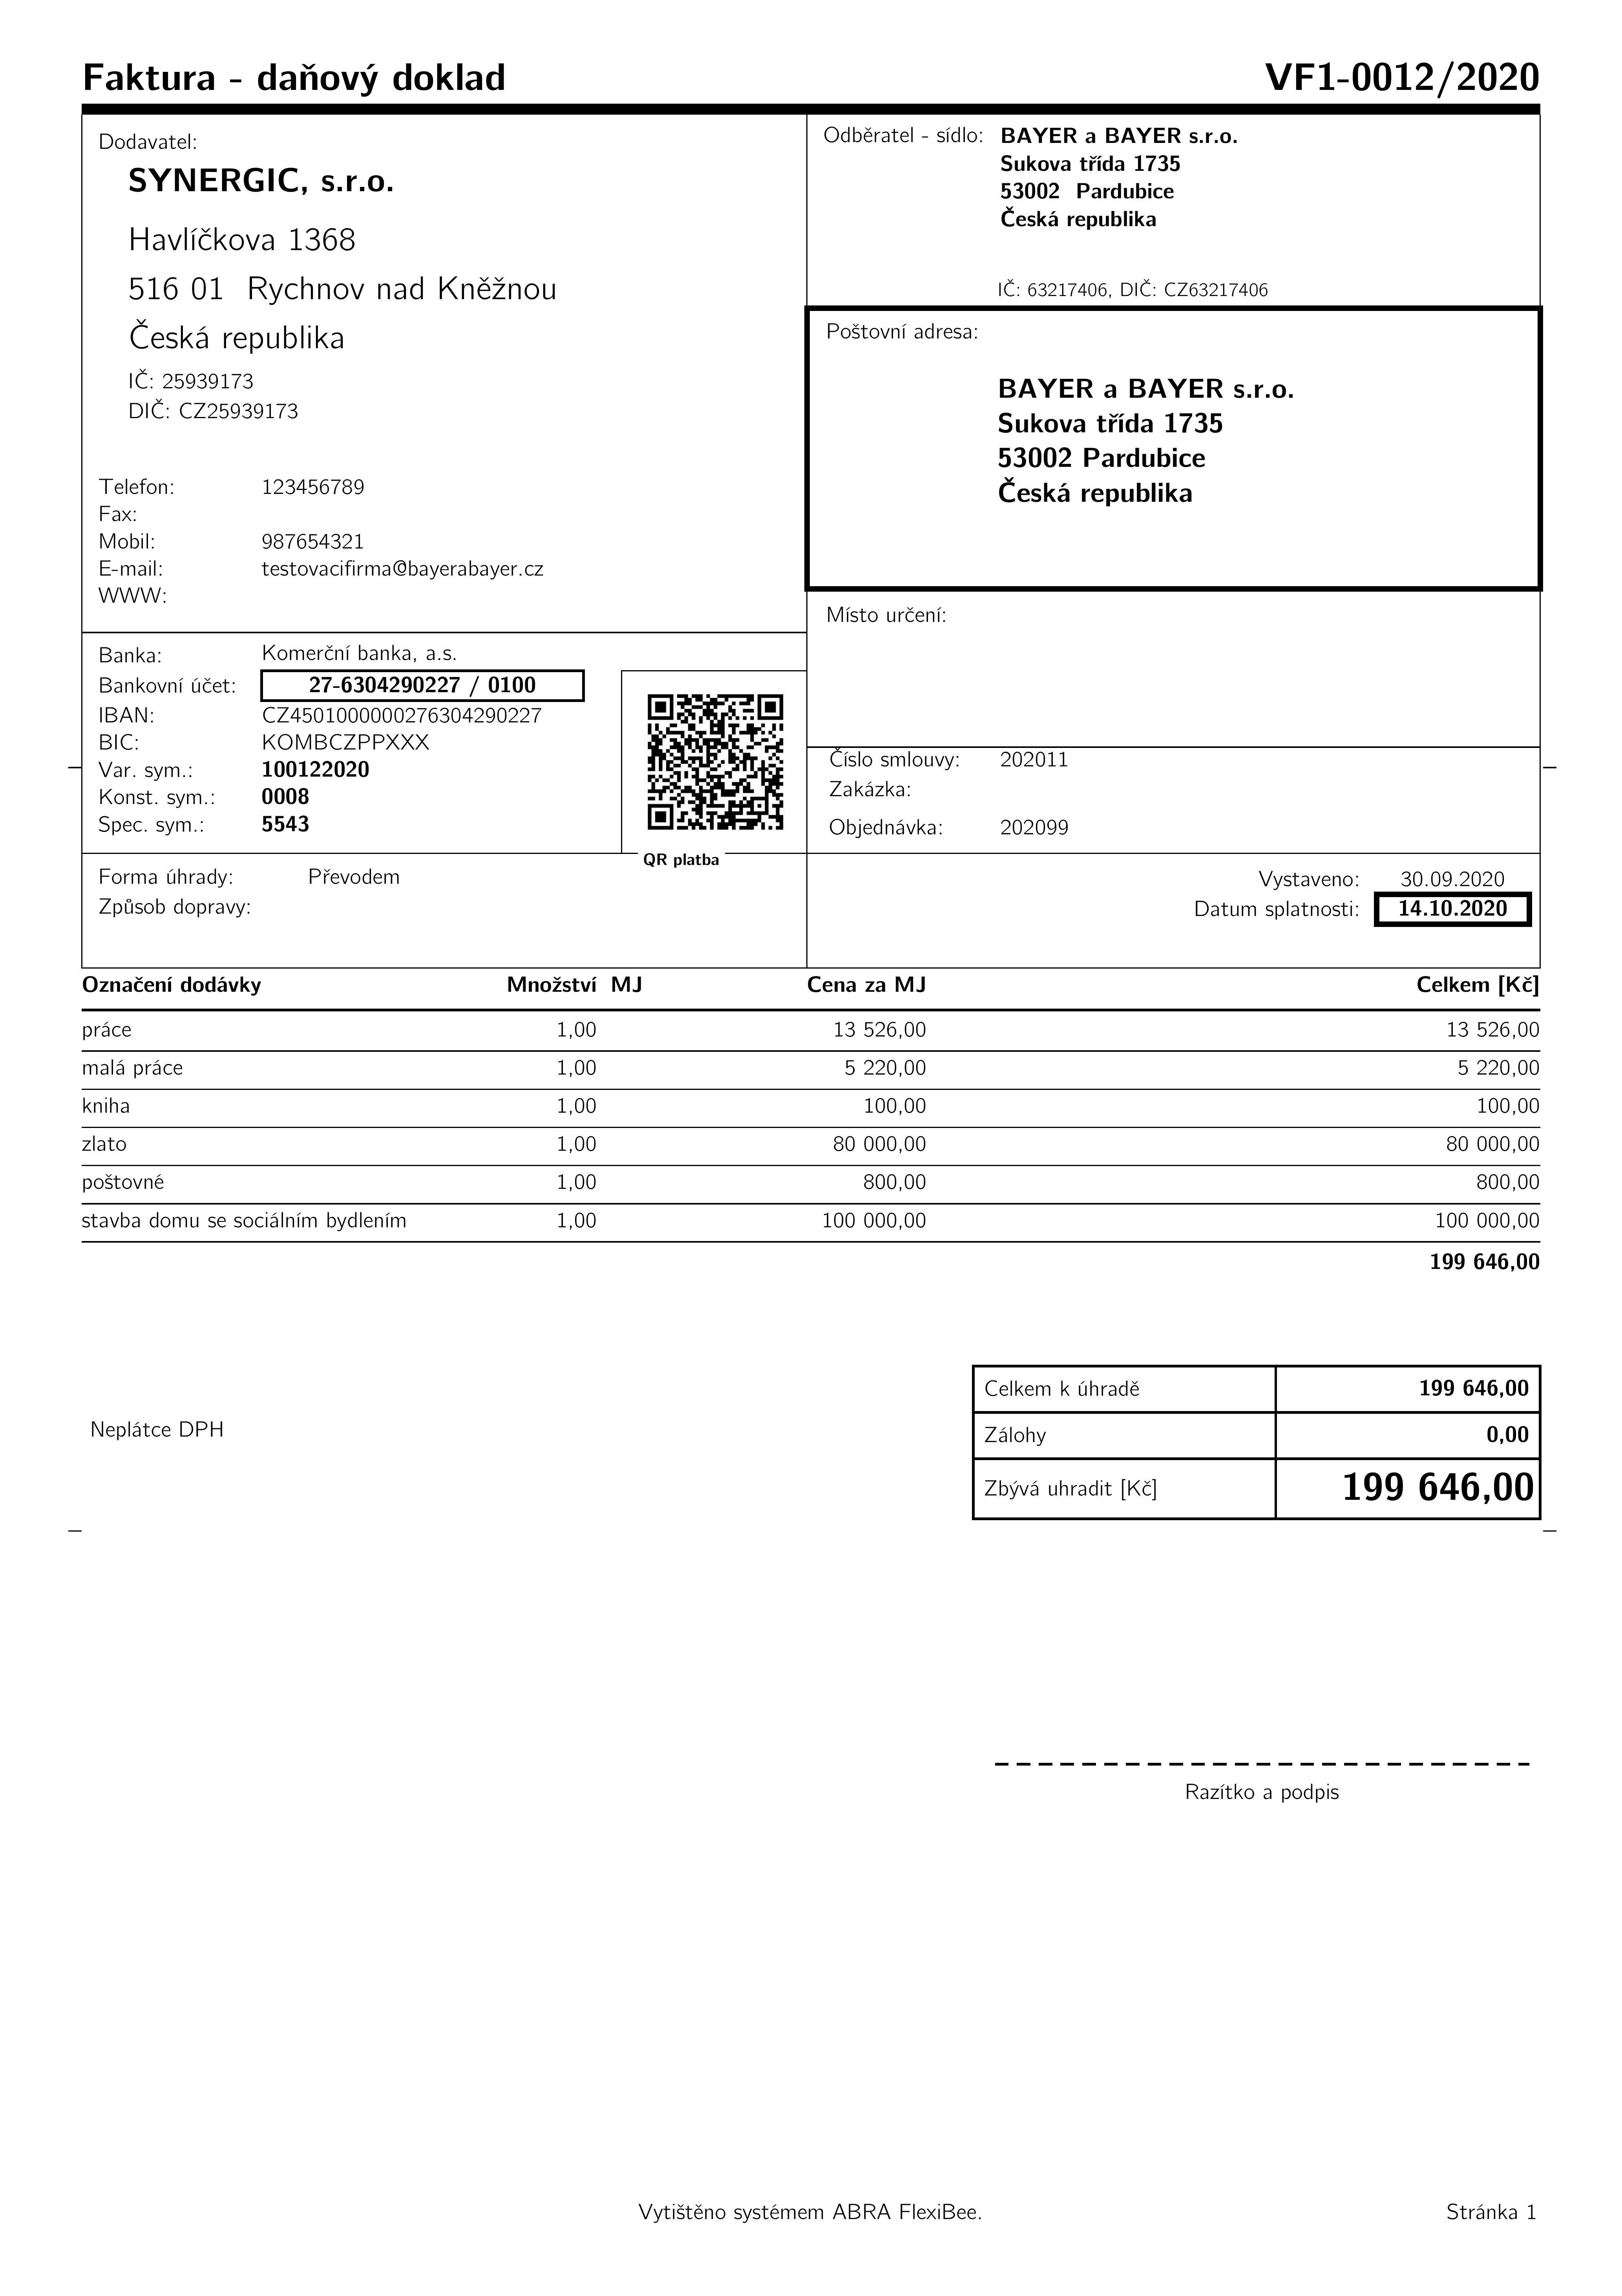 Faktura - daňový doklad VF1-0012/2020
Dodavatel:
SYNERGIC, s.r.o.
Havlíčkova 1368
516 01 Rychnov nad Kněžnou
Česká republika
IČ: 25939173
DIČ: CZ25939173
Telefon: 123456789
Fax:
Mobil: 987654321
E-mail: testovacifirma@bayerabayer.cz
WWW:
Odběratel - sídlo: BAYER a BAYER s.r.o.
Sukova třída 1735
53002 Pardubice
Česká republika
IČ: 63217406, DIČ: CZ63217406
Poštovní adresa:
BAYER a BAYER s.r.o.
Sukova třída 1735
53002 Pardubice
Česká republika
Místo určení:
Banka: Komerční banka, a.s.
Bankovní účet: 27-6304290227 / 0100
IBAN: CZ4501000000276304290227
BIC: KOMBCZPPXXX
Var. sym.: 100122020
Konst. sym.: 0008
Spec. sym.: 5543
QR platba
Číslo smlouvy: 202011
Zakázka:
Objednávka: 202099
Forma úhrady: Převodem
Způsob dopravy:
Vystaveno: 30.09.2020
Datum splatnosti: 14.10.2020
Označení dodávky Množství MJ Cena za MJ Celkem [Kč]
práce 1,00 13 526,00 13 526,00
malá práce 1,00 5 220,00 5 220,00
kniha 1,00 100,00 100,00
zlato 1,00 80 000,00 80 000,00
poštovné 1,00 800,00 800,00
stavba domu se sociálním bydlením 1,00 100 000,00 100 000,00
199 646,00
Celkem k úhradě 199 646,00
Neplátce DPH
Zálohy 0,00
Zbývá uhradit [Kč] 199 646,00
Razítko a podpis
Vytištěno systémem ABRA FlexiBee. Stránka 1